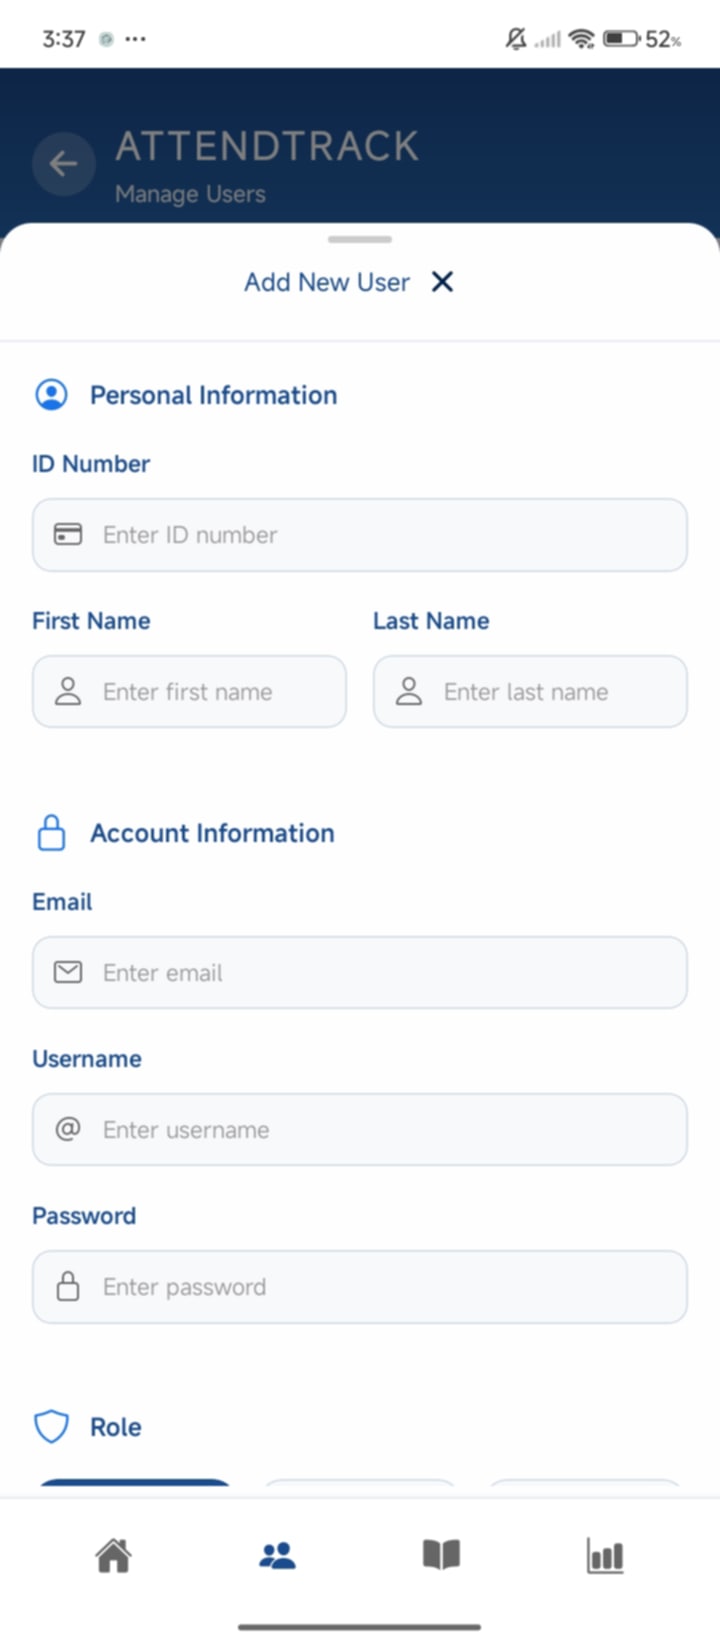 3:37
52%
ATTENDTRACK
Manage Users
Add New User
Personal Information
ID Number
Enter ID number
First Name Last Name
Enter first name Enter last name
Account Information
Email
Enter email
Username
@ Enter username
Password
Enter password
Role